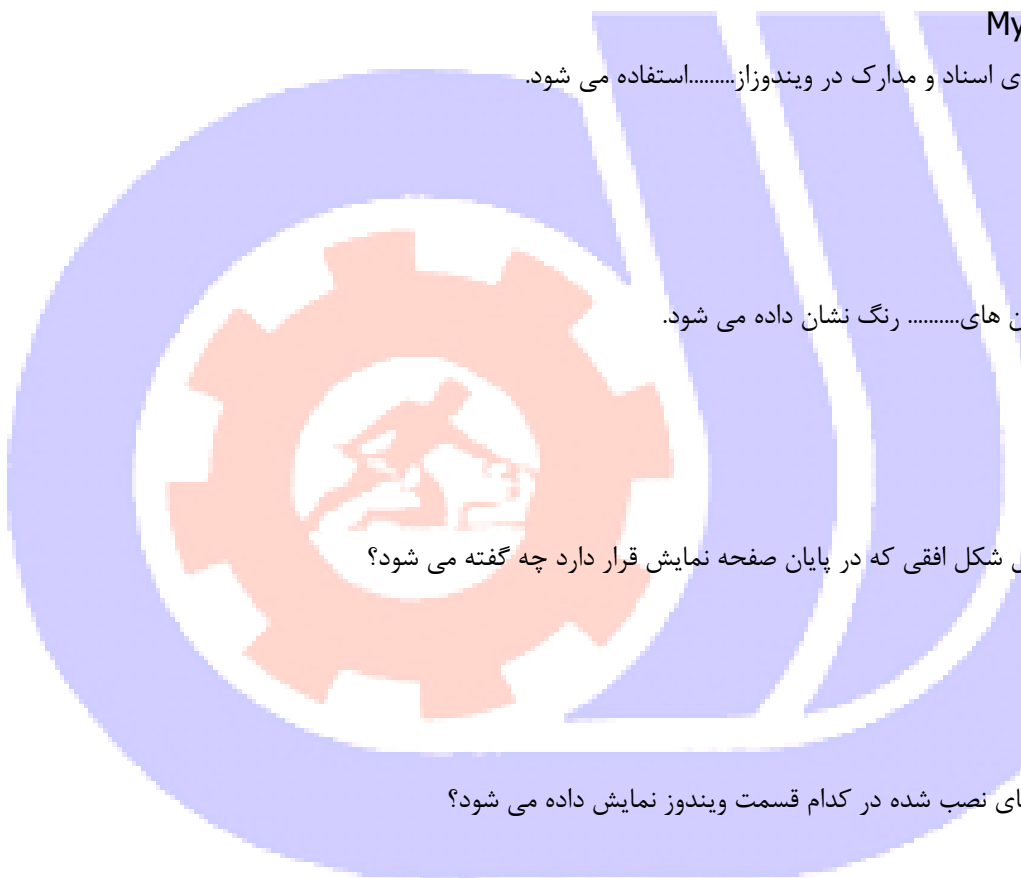 My
ی اسناد و مدارک در ویندوزاز.........استفاده می شود.
ن های.......... رنگ نشان داده می شود.
شکل افقی که در پایان صفحه نمایش قرار دارد چه گفته می شود؟
ای نصب شده در کدام قسمت ویندوز نمایش داده می شود؟